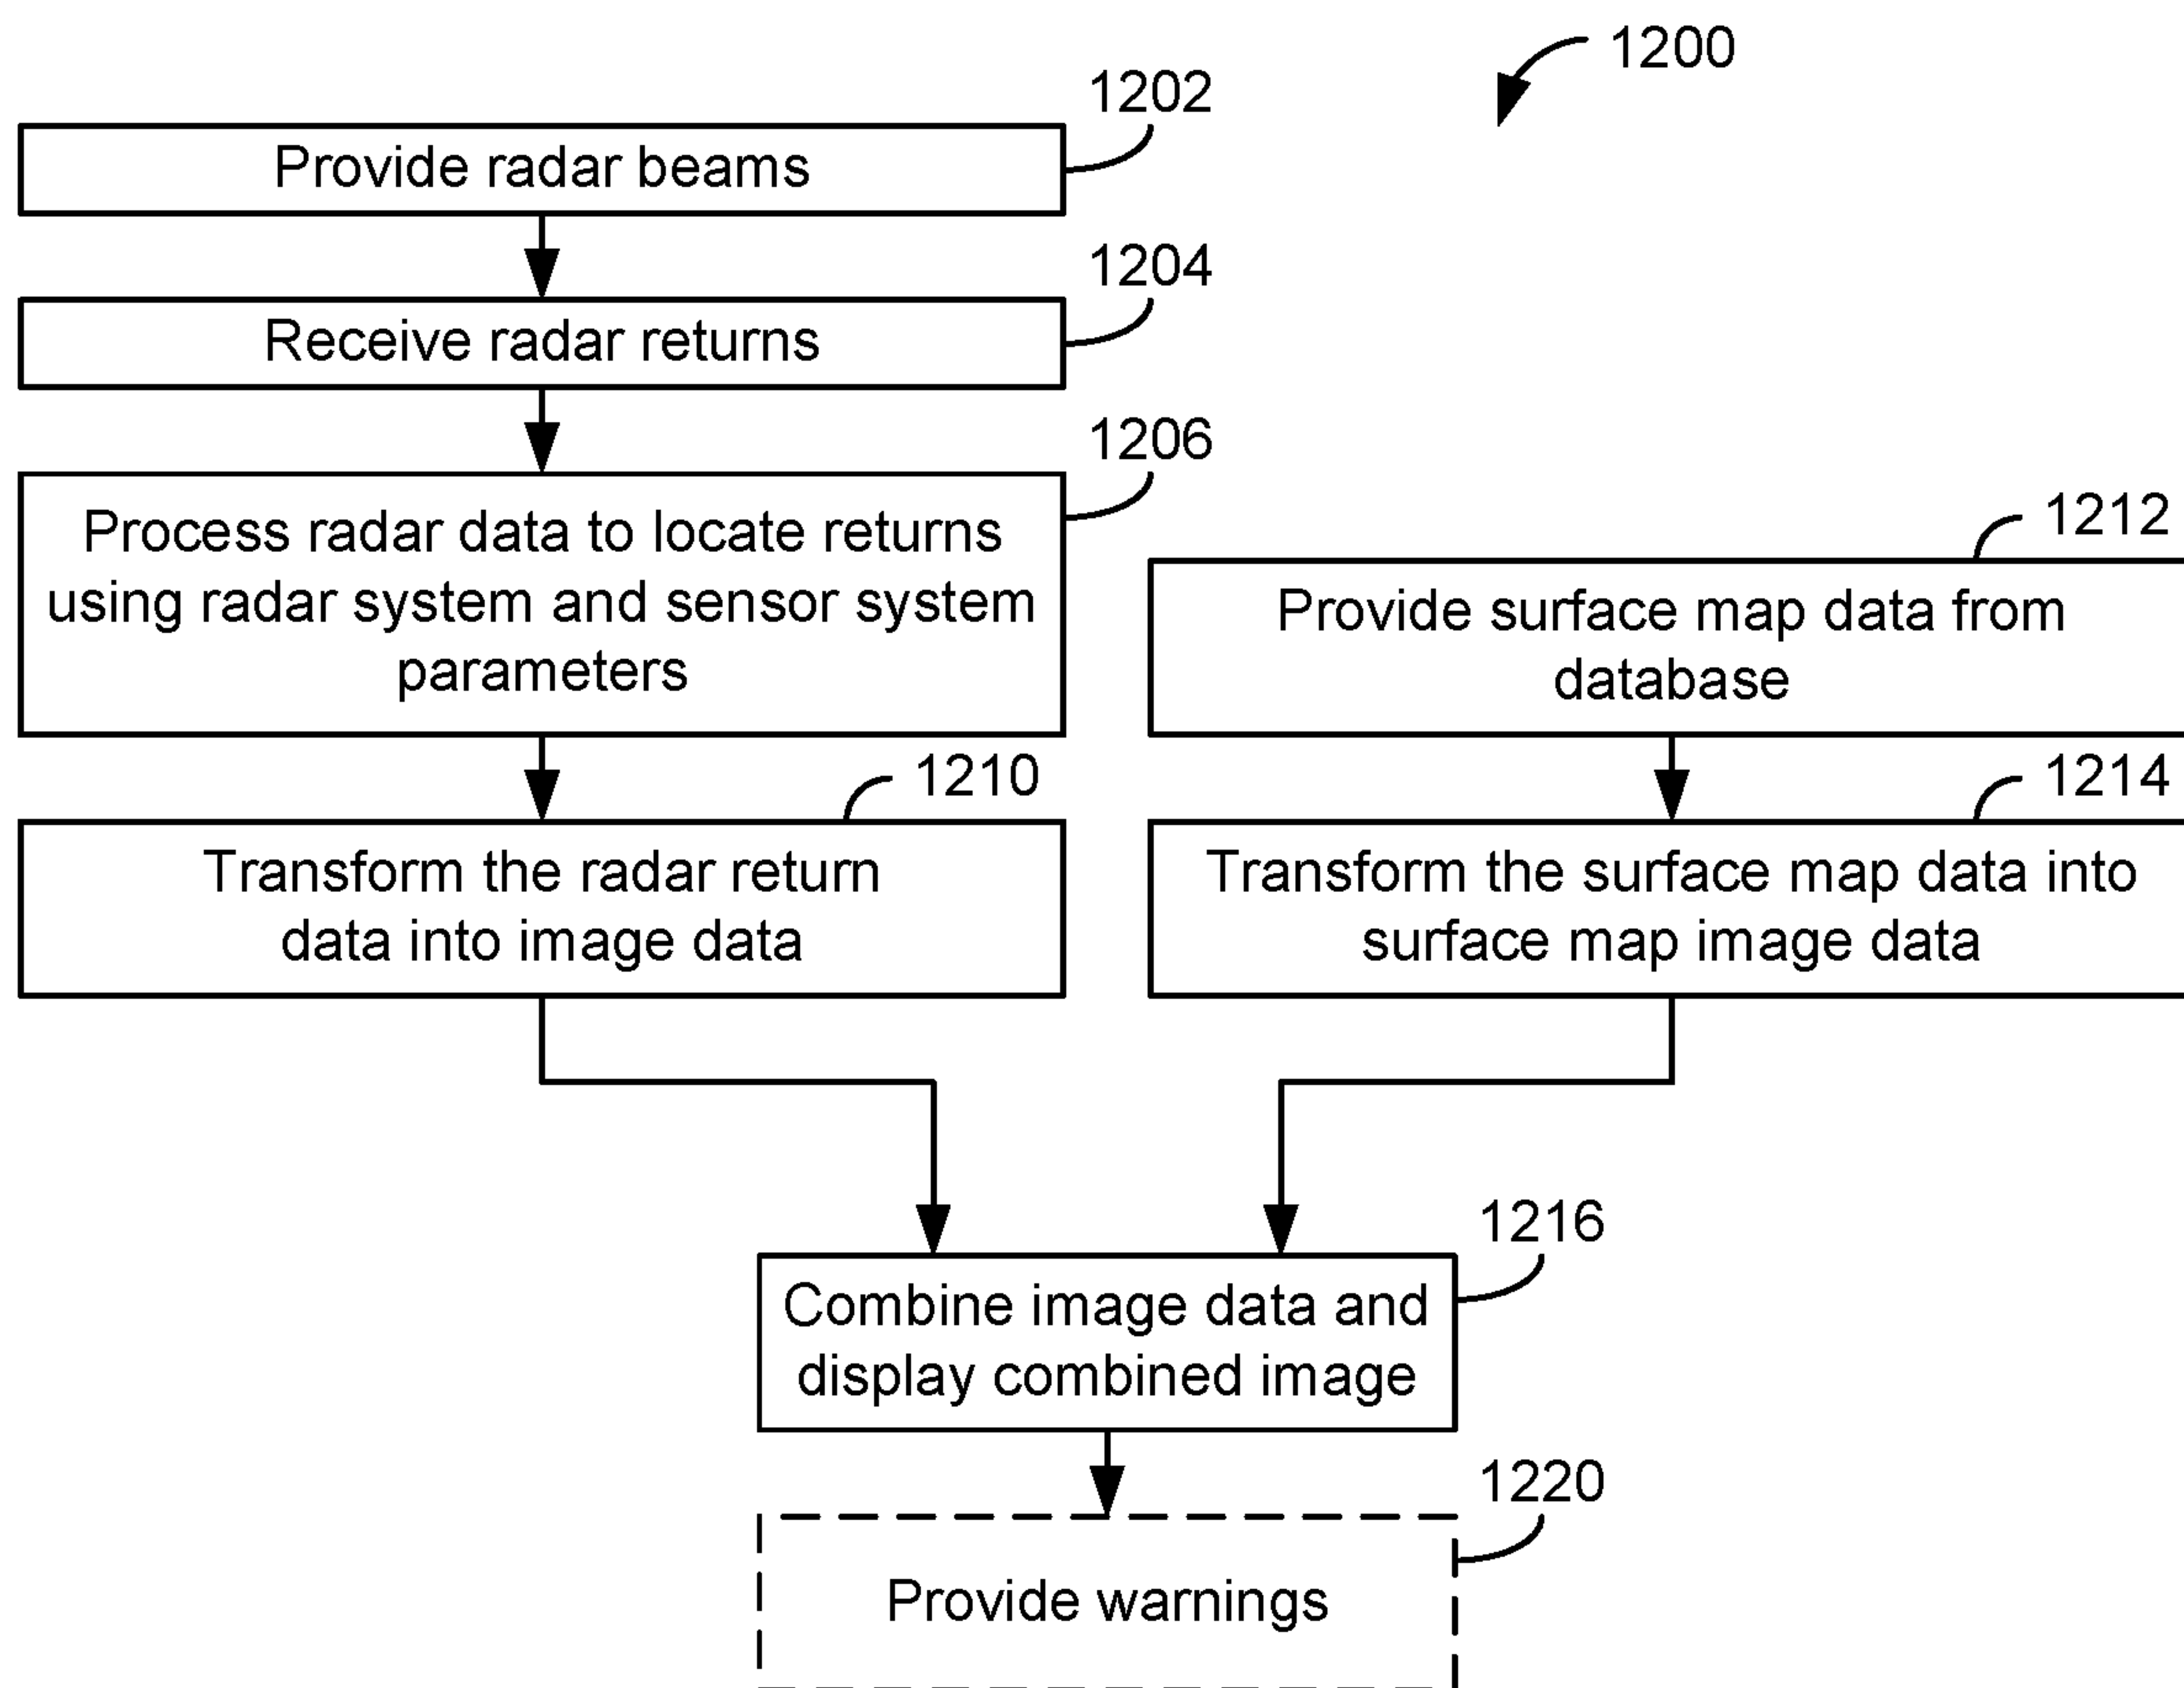 1200
1202
Provide radar beams
1204
Receive radar returns
1206
Process radar data to locate returns
using radar system and sensor system
parameters
1212
Provide surface map data from
database
1210
Transform the radar return
data into image data
1214
Transform the surface map data into
surface map image data
1216
Combine image data and
display combined image
1220
Provide warnings